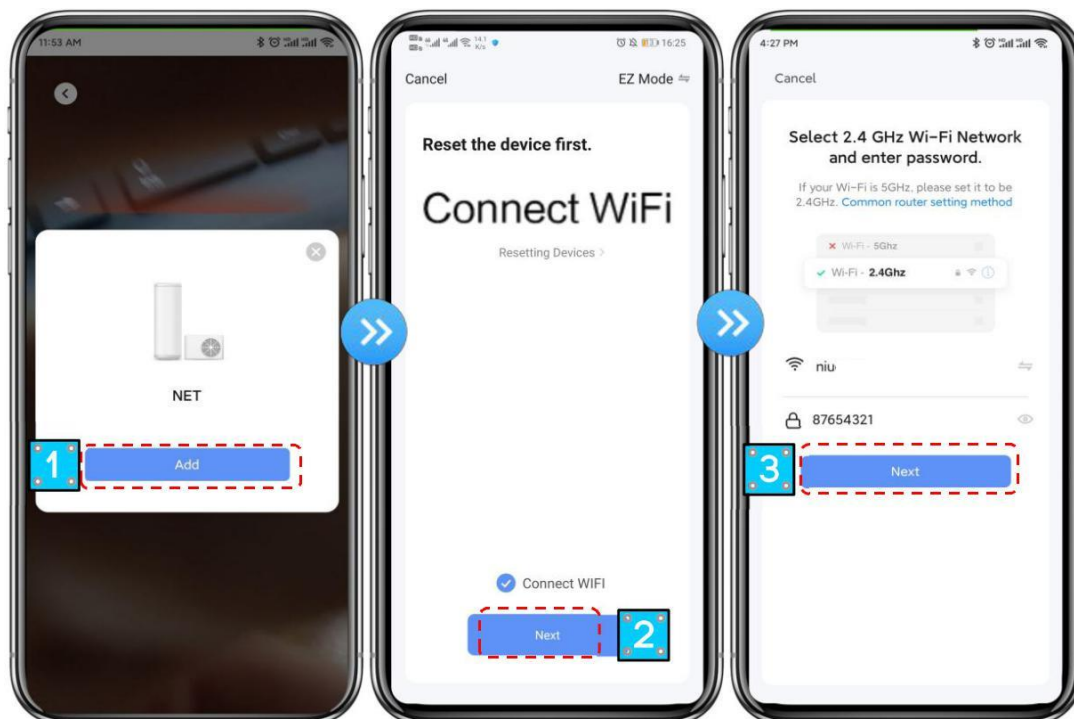 11:53 AM
NET
1
Add
14.1
K/s
16:25
Cancel
EZ Mode
Reset the device first.
Connect WiFi
Resetting Devices >
Connect WIFI
Next
2
4:27 PM
Cancel
Select 2.4 GHz Wi-Fi Network
and enter password.
If your Wi-Fi is 5GHz, please set it to be
2.4GHz. Common router setting method
Wi-Fi - 5Ghz
Wi-Fi - 2.4Ghz
niu
87654321
3
Next